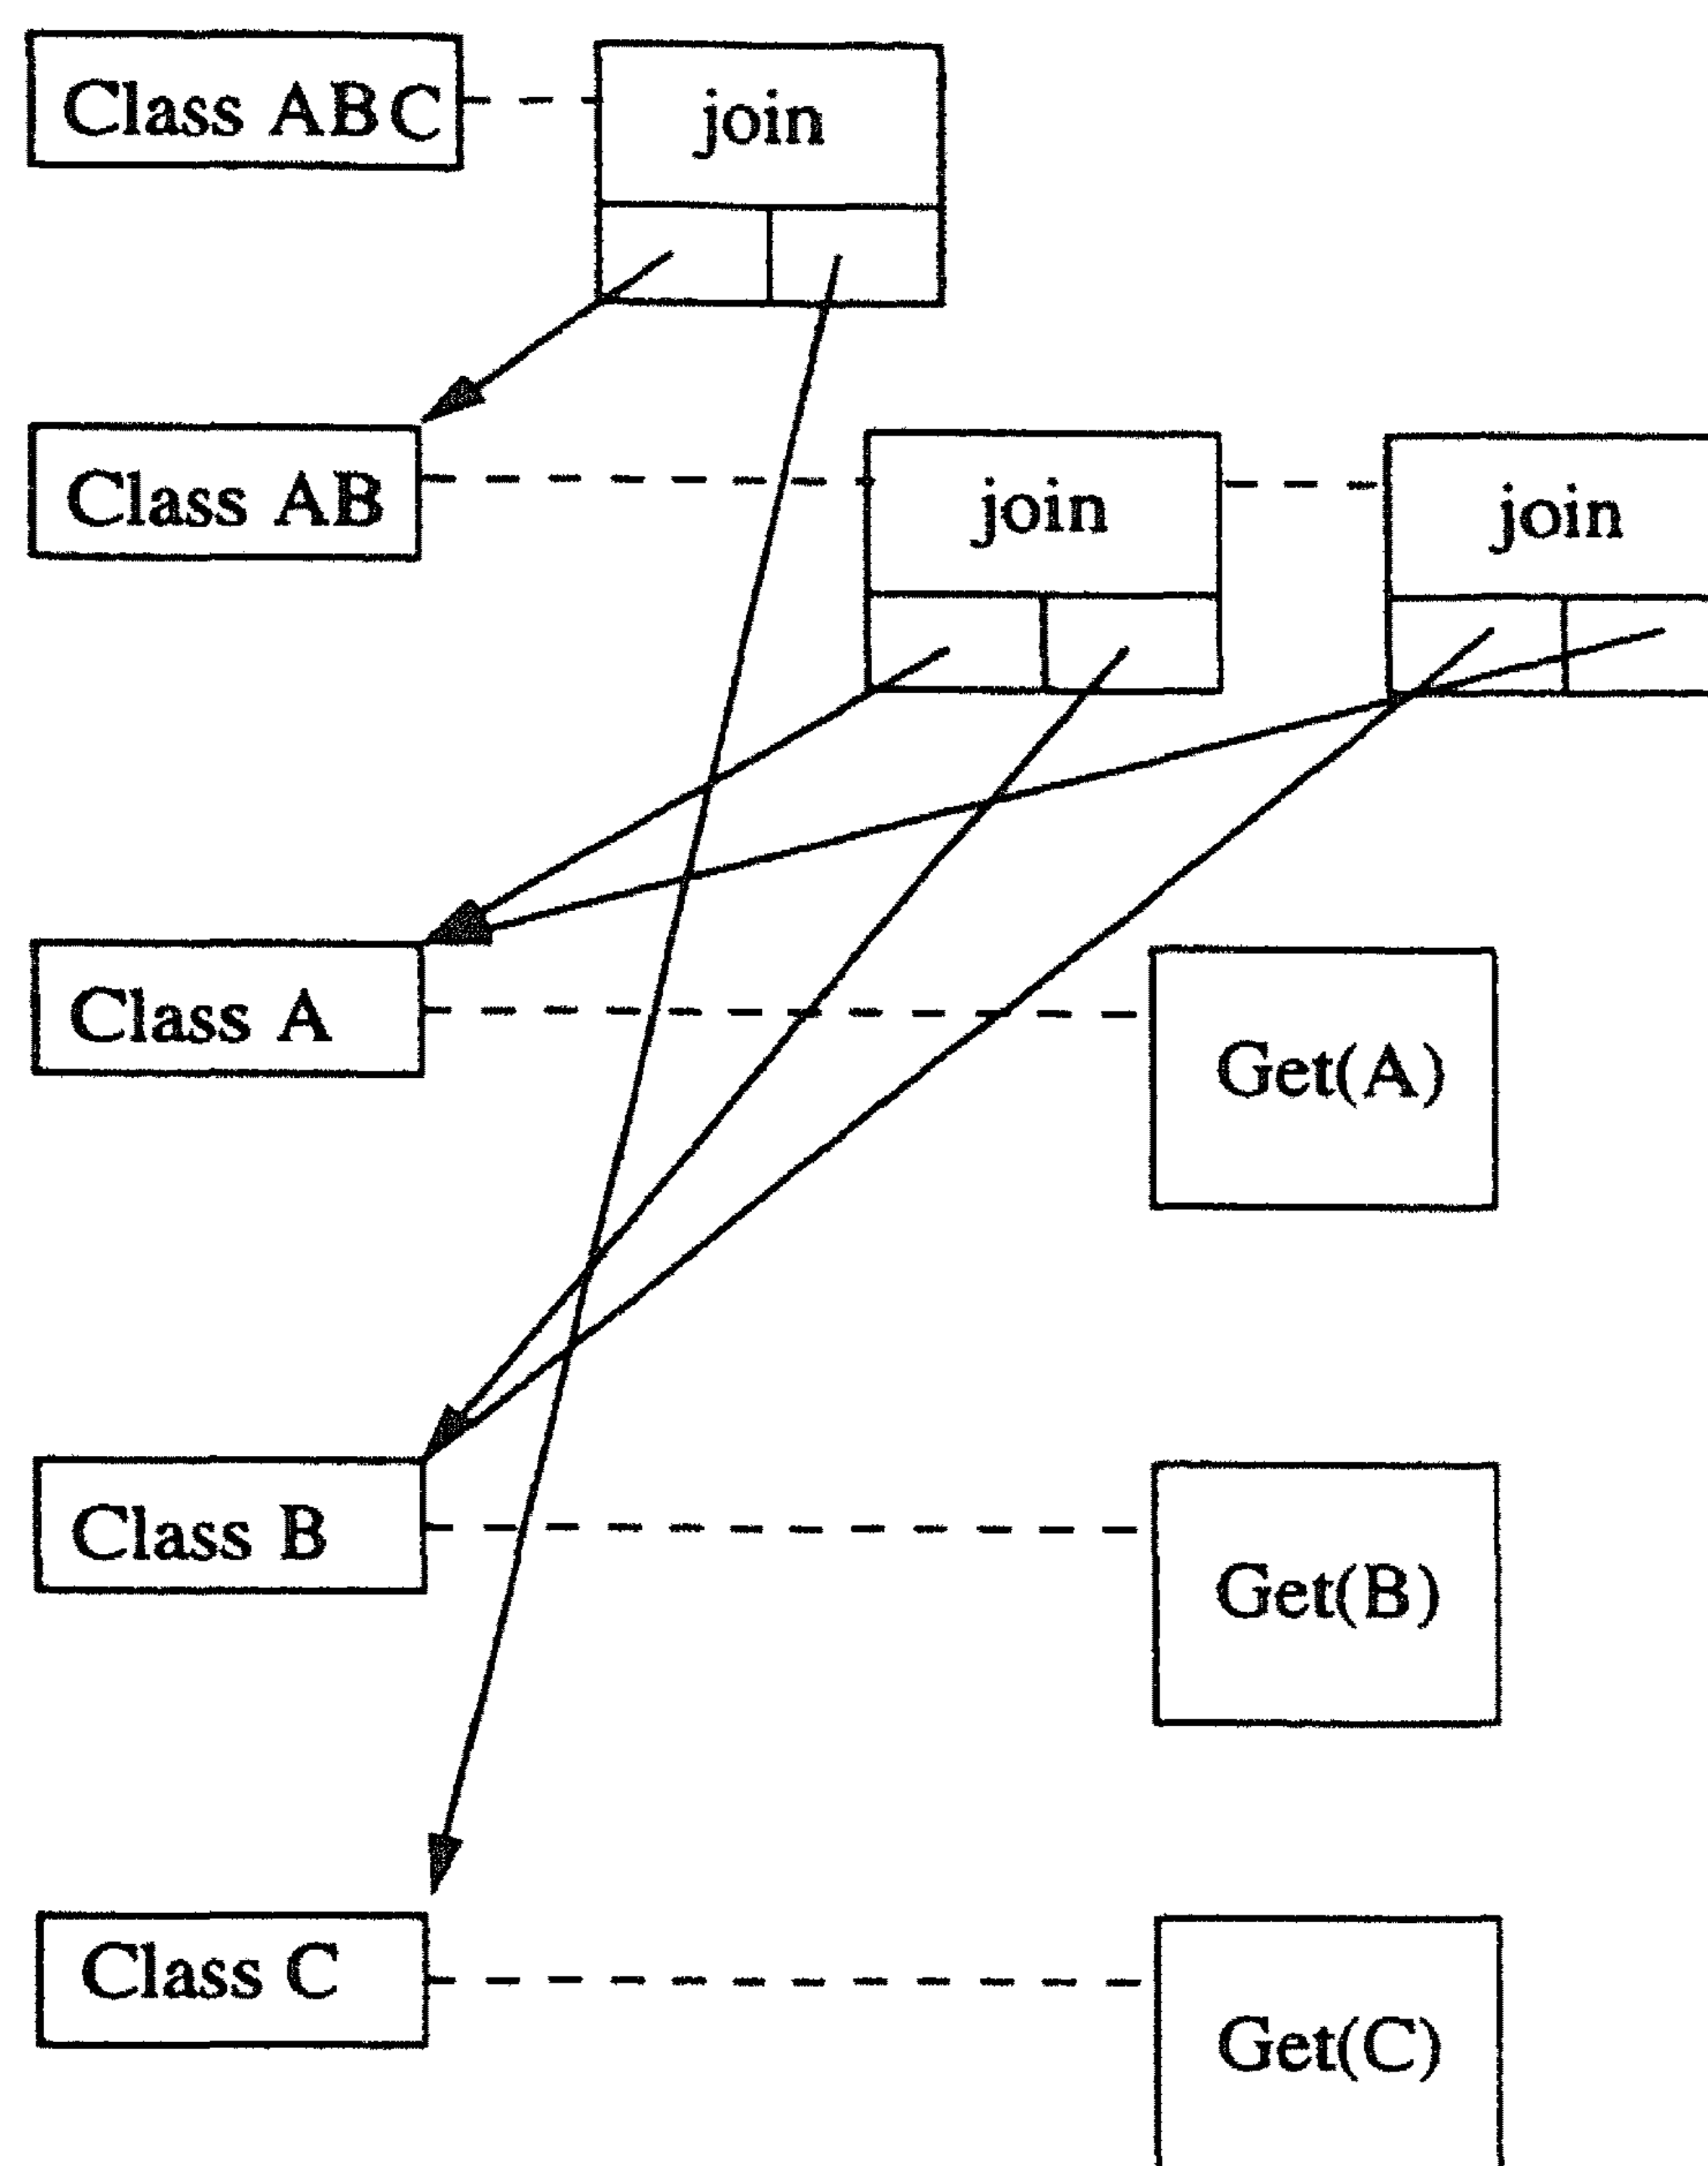 Class ABC
join
Class AB
join
join
Class A
Get(A)
Class B
Get(B)
Class C
Get(C)